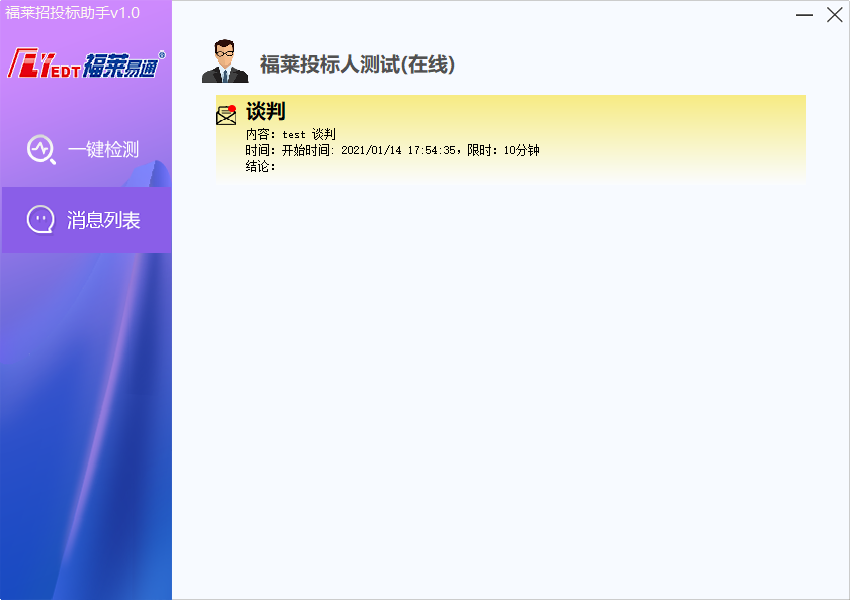 福莱招投标助手v1.0
EDT福莱易通®
一键检测
消息列表
福莱投标人测试(在线)
谈判
内容: test 谈判
时间: 开始时间: 2021/01/14 17:54:35，限时: 10分钟
结论: